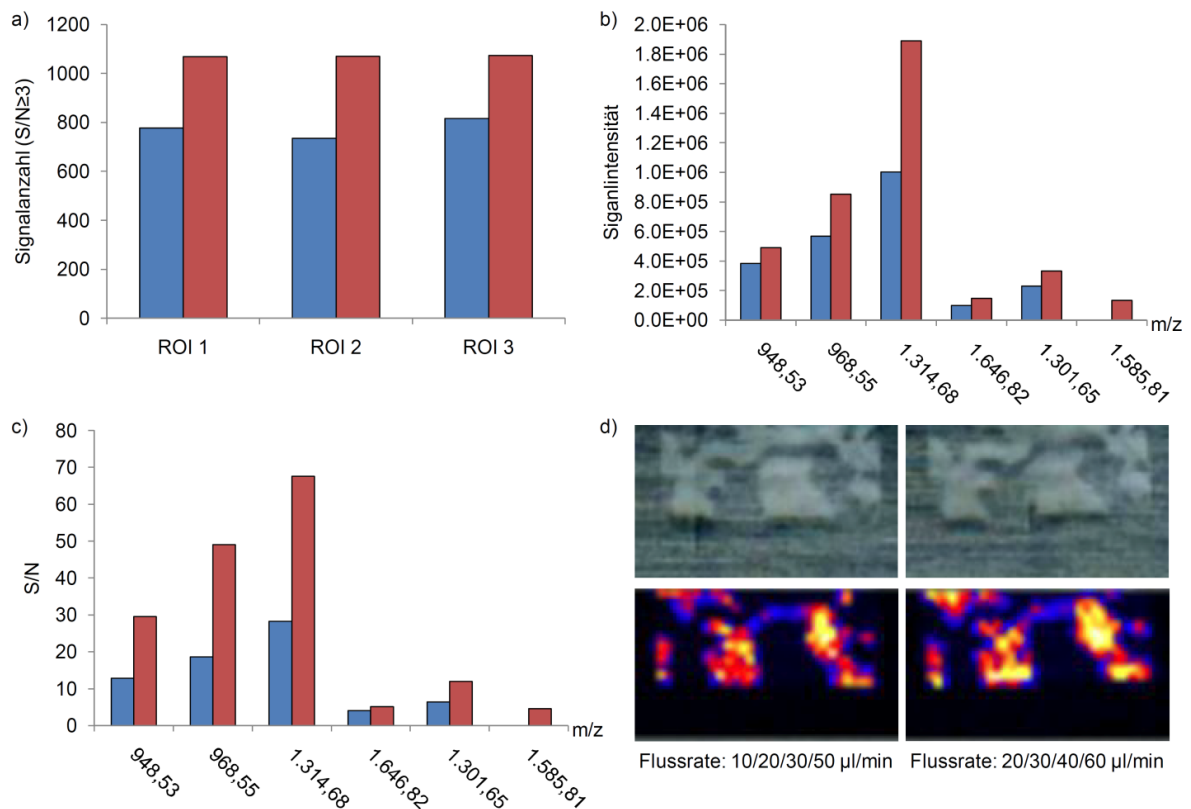 a)
1200
1000
800
600
400
200
0
Signalanzahl (S/N≥3)
ROI 1 ROI 2 ROI 3
b)
2.0E+06
1.8E+06
1.6E+06
1.4E+06
1.2E+06
1.0E+06
8.0E+05
6.0E+05
4.0E+05
2.0E+05
0.0E+00
Siganlintensität
m/z
948,53 968,55 1.314,68 1.646,82 1.301,65 1.585,81
c)
80
70
60
50
40
30
20
10
0
S/N
m/z
948,53 968,55 1.314,68 1.646,82 1.301,65 1.585,81
d)
Flussrate: 10/20/30/50 µl/min Flussrate: 20/30/40/60 µl/min